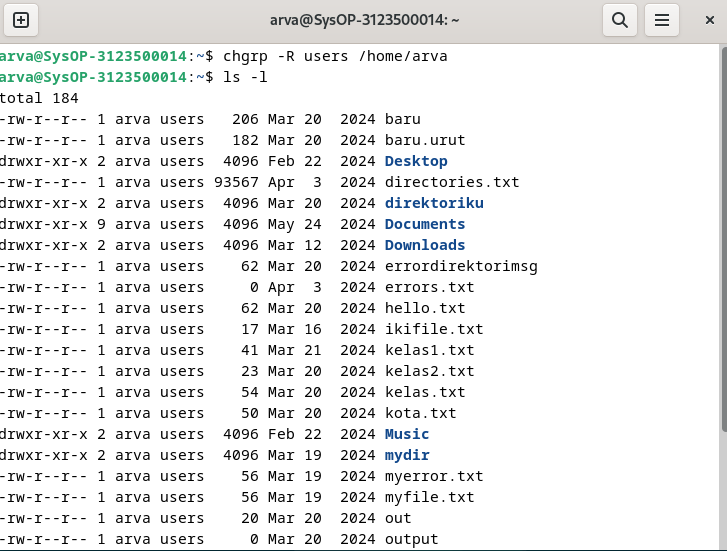 arva@SysOP-3123500014: ~
arva@SysOP-3123500014:~$ chgrp -R users /home/arva
arva@SysOP-3123500014:~$ ls -l
total 184
-rw-r--r-- 1 arva users   206 Mar 20  2024 baru
-rw-r--r-- 1 arva users   182 Mar 20  2024 baru.urut
drwxr-xr-x 2 arva users  4096 Feb 22  2024 Desktop
-rw-r--r-- 1 arva users 93567 Apr  3  2024 directories.txt
drwxr-xr-x 2 arva users  4096 Mar 20  2024 direktoriku
drwxr-xr-x 9 arva users  4096 May 24  2024 Documents
drwxr-xr-x 2 arva users  4096 Mar 12  2024 Downloads
-rw-r--r-- 1 arva users    62 Mar 20  2024 errordirektorimsg
-rw-r--r-- 1 arva users     0 Apr  3  2024 errors.txt
-rw-r--r-- 1 arva users    62 Mar 20  2024 hello.txt
-rw-r--r-- 1 arva users    17 Mar 16  2024 ikifile.txt
-rw-r--r-- 1 arva users    41 Mar 21  2024 kelas1.txt
-rw-r--r-- 1 arva users    23 Mar 20  2024 kelas2.txt
-rw-r--r-- 1 arva users    54 Mar 20  2024 kelas.txt
-rw-r--r-- 1 arva users    50 Mar 20  2024 kota.txt
drwxr-xr-x 2 arva users  4096 Feb 22  2024 Music
drwxr-xr-x 2 arva users  4096 Mar 19  2024 mydir
-rw-r--r-- 1 arva users    56 Mar 19  2024 myerror.txt
-rw-r--r-- 1 arva users    56 Mar 19  2024 myfile.txt
-rw-r--r-- 1 arva users    20 Mar 20  2024 out
-rw-r--r-- 1 arva users     0 Mar 20  2024 output